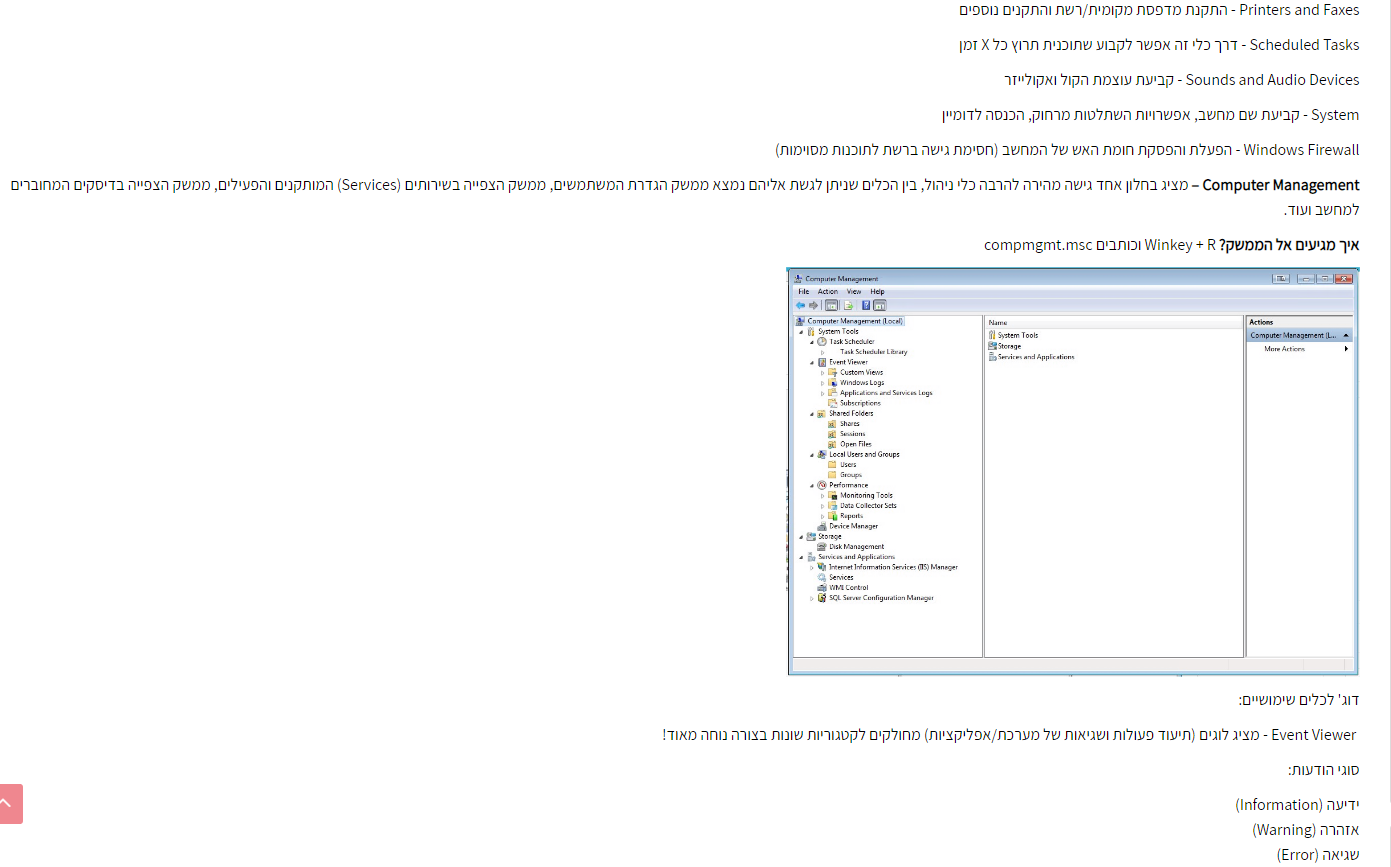 Printers and Faxes - התקנת מדפסת מקומית/רשת והתקנים נוספים
Scheduled Tasks - דרך כלי זה אפשר לקבוע שתוכנית תרוץ כל X זמן
Sounds and Audio Devices - קביעת עוצמת הקול ואקולייזר
System - קביעת שם מחשב, אפשרויות השתלטות מרחוק, הכנסה לדומיין
Windows Firewall - הפעלת והפסקת חומת האש של המחשב (חסימת גישה ברשת לתוכנות מסוימות)
Computer Management – מציג בחלון אחד גישה מהירה להרבה כלי ניהול, בין הכלים שניתן לגשת אליהם נמצא ממשק הגדרת המשתמשים, ממשק הצפייה בשירותים (Services) המותקנים והפעילים, ממשק הצפייה בדיסקים המחוברים
למחשב ועוד.
איך מגיעים אל הממשק? Winkey + R וכותבים compmgmt.msc
Computer Management
File Action View Help
Computer Management (Local)
System Tools
Task Scheduler
Task Scheduler Library
Event Viewer
Custom Views
Windows Logs
Applications and Services Logs
Subscriptions
Shared Folders
Shares
Sessions
Open Files
Local Users and Groups
Users
Groups
Performance
Monitoring Tools
Data Collector Sets
Reports
Device Manager
Storage
Disk Management
Services and Applications
Internet Information Services (IIS) Manager
Services
WMI Control
SQL Server Configuration Manager
Name
System Tools
Storage
Services and Applications
Actions
Computer Management (L...
More Actions
דוג' לכלים שימושיים:
Event Viewer - מציג לוגים (תיעוד פעולות ושגיאות של מערכת/אפליקציות) מחולקים לקטגוריות שונות בצורה נוחה מאוד!
סוגי הודעות:
ידיעה (Information)
אזהרה (Warning)
שגיאה (Error)